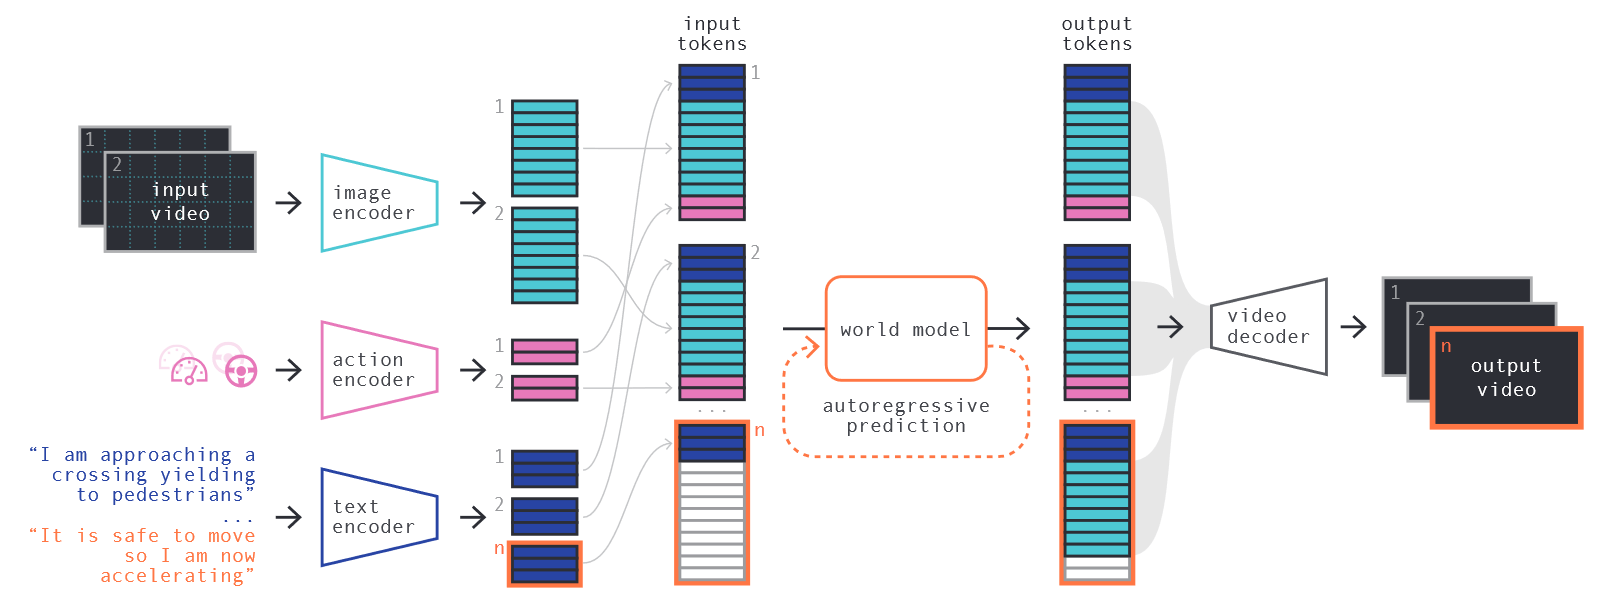 input
tokens
output
tokens
1
2
input
video
image
encoder
1
2
action
encoder
1
2
“I am approaching a
crossing yielding
to pedestrians”
...
“It is safe to move
so I am now
accelerating”
text
encoder
1
2
n
1
2
...
n
world model
autoregressive
prediction
...
video
decoder
1
2
n
output
video